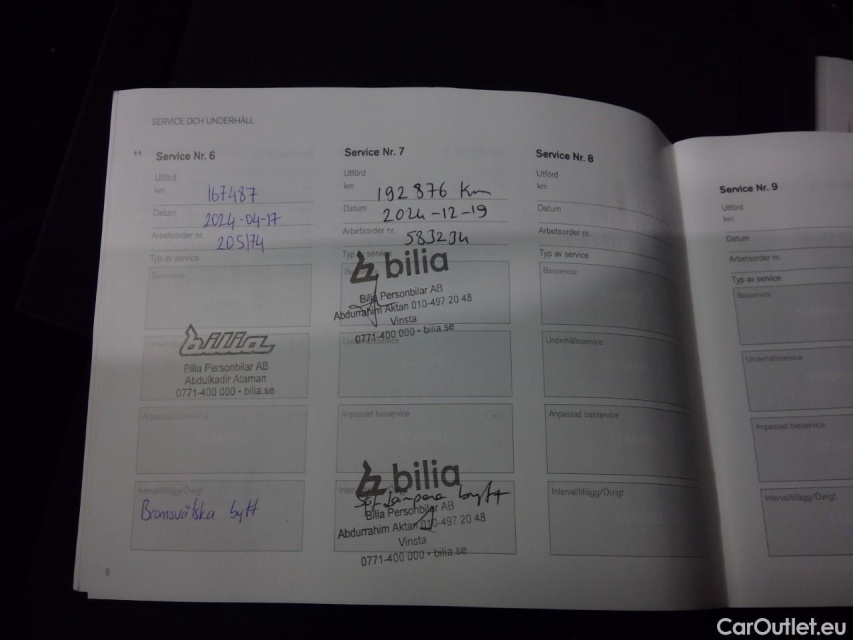 SERVICE OCH UNDERHÅLL
Service Nr. 6
Utförd
km 167487
Datum 2024-04-17
Arbetsorder nr. 205174
Typ av service
Basservice
bilia
Bilia Personbilar AB
Abdulkadir Ataman
0771-400 000 • bilia.se
Anpassad basservice
Intervalltillägg/Övrigt
Bromsvätska bytt
8
Service Nr. 7
Utförd
km 192876 km
Datum 2024-12-19
Arbetsorder nr. 583234
Typ av service
bilia
Bilia Personbilar AB
Abdurrahim Aktan 010-497 20 48
Vinsta
0771-400 000 • bilia.se
Underhållsservice
Anpassad basservice
bilia
bytt
Bilia Personbilar AB
Abdurrahim Aktan 010-497 20 48
Vinsta
0771-400 000 • bilia.se
Service Nr. 8
Utförd
km
Datum
Arbetsorder nr.
Typ av service
Basservice
Underhållsservice
Anpassad basservice
Intervalltillägg/Övrigt
Service Nr. 9
Utförd
km
Datum
Arbetsorder nr.
Typ av service
Basservice
Underhållsservice
Anpassad basservice
Intervalltillägg/Övrigt
CarOutlet.eu